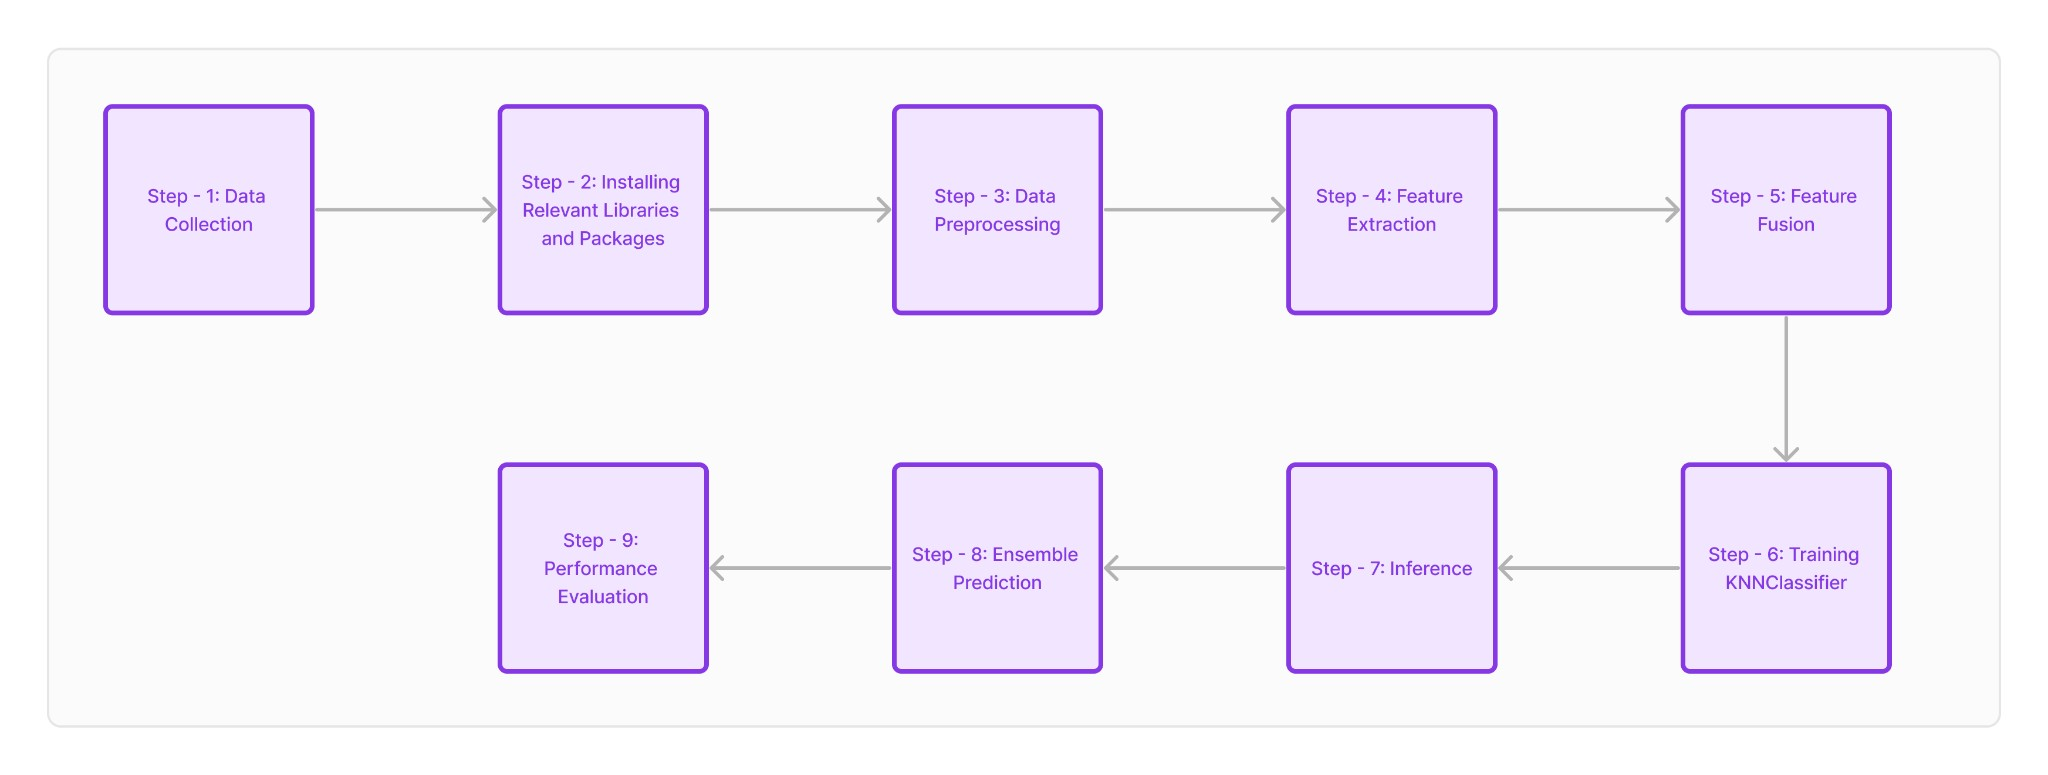 Step - 1: Data
Collection
Step - 2: Installing
Relevant Libraries
and Packages
Step - 3: Data
Preprocessing
Step - 4: Feature
Extraction
Step - 5: Feature
Fusion
Step - 6: Training
KNNClassifier
Step - 7: Inference
Step - 8: Ensemble
Prediction
Step - 9:
Performance
Evaluation